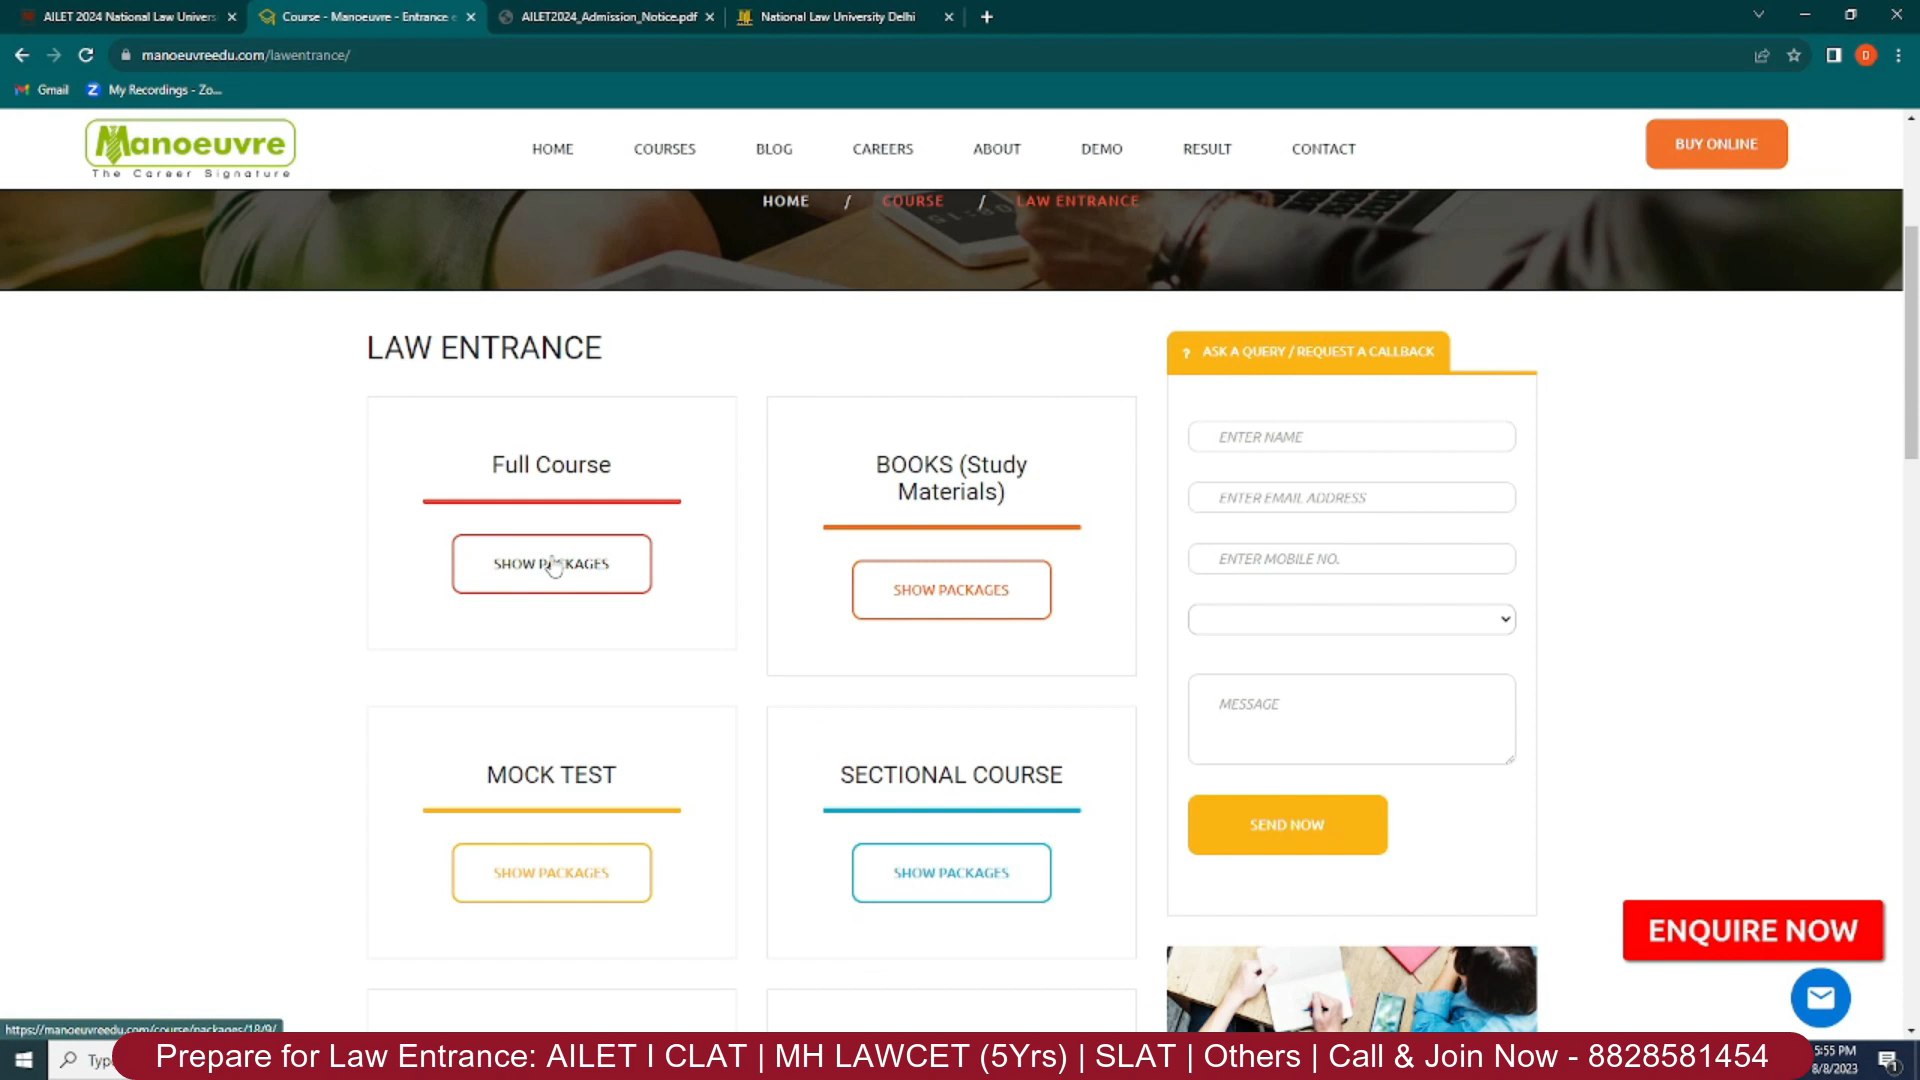 AILET 2024 National Law Univers
Course - Manoeuvre - Entrance e
AILET2024_Admission_Notice.pdf
National Law University Delhi
manoeuvreedu.com/lawentrance/
D
Gmail
Z My Recordings - Zo...
Manoeuvre
The Career Signature
HOME
COURSES
BLOG
CAREERS
ABOUT
DEMO
RESULT
CONTACT
BUY ONLINE
HOME / COURSE / LAW ENTRANCE
LAW ENTRANCE
Full Course
SHOW PACKAGES
BOOKS (Study
Materials)
SHOW PACKAGES
MOCK TEST
SHOW PACKAGES
SECTIONAL COURSE
SHOW PACKAGES
? ASK A QUERY / REQUEST A CALLBACK
ENTER NAME
ENTER EMAIL ADDRESS
ENTER MOBILE NO.
MESSAGE
SEND NOW
ENQUIRE NOW
https://manoeuvreedu.com/course/packages/18/9/
Typ
Prepare for Law Entrance: AILET I CLAT | MH LAWCET (5Yrs) | SLAT | Others | Call & Join Now - 8828581454
5:55 PM
8/8/2023
1